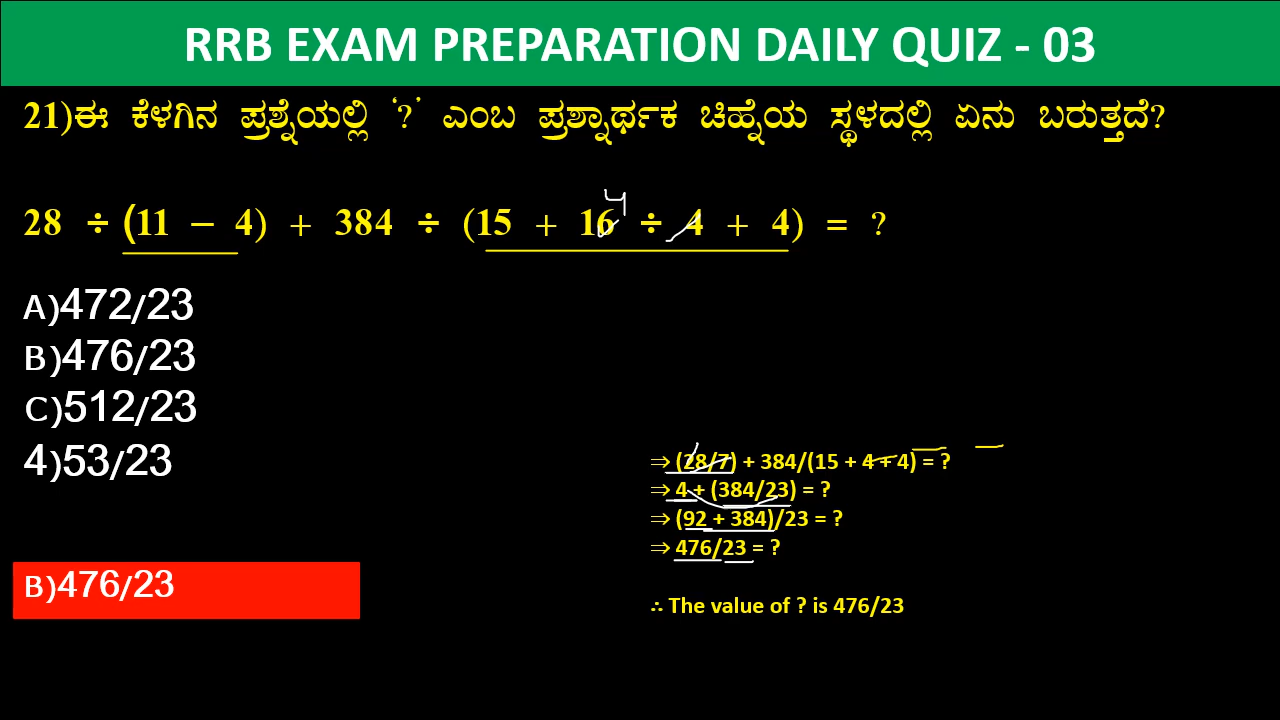 RRB EXAM PREPARATION DAILY QUIZ - 03
21)ಈ ಕೆಳಗಿನ ಪ್ರಶ್ನೆಯಲ್ಲಿ ‘?’ ಎಂಬ ಪ್ರಶ್ನಾರ್ಥಕ ಚಿಹ್ನೆಯ ಸ್ಥಳದಲ್ಲಿ ಏನು ಬರುತ್ತದೆ?
4
28 ÷ (11 − 4) + 384 ÷ (15 + 16 ÷ 4 + 4) = ?
A)472/23
B)476/23
C)512/23
4)53/23
⇒ (28/7) + 384/(15 + 4 + 4) = ?
⇒ 4 + (384/23) = ?
⇒ (92 + 384)/23 = ?
⇒ 476/23 = ?
∴ The value of ? is 476/23
B)476/23